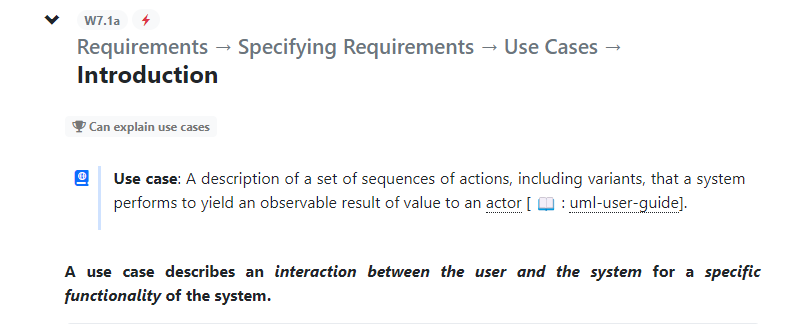 W7.1a
Requirements → Specifying Requirements → Use Cases →
Introduction
Can explain use cases
Use case: A description of a set of sequences of actions, including variants, that a system
performs to yield an observable result of value to an actor [ 📖 : uml-user-guide].
A use case describes an interaction between the user and the system for a specific
functionality of the system.